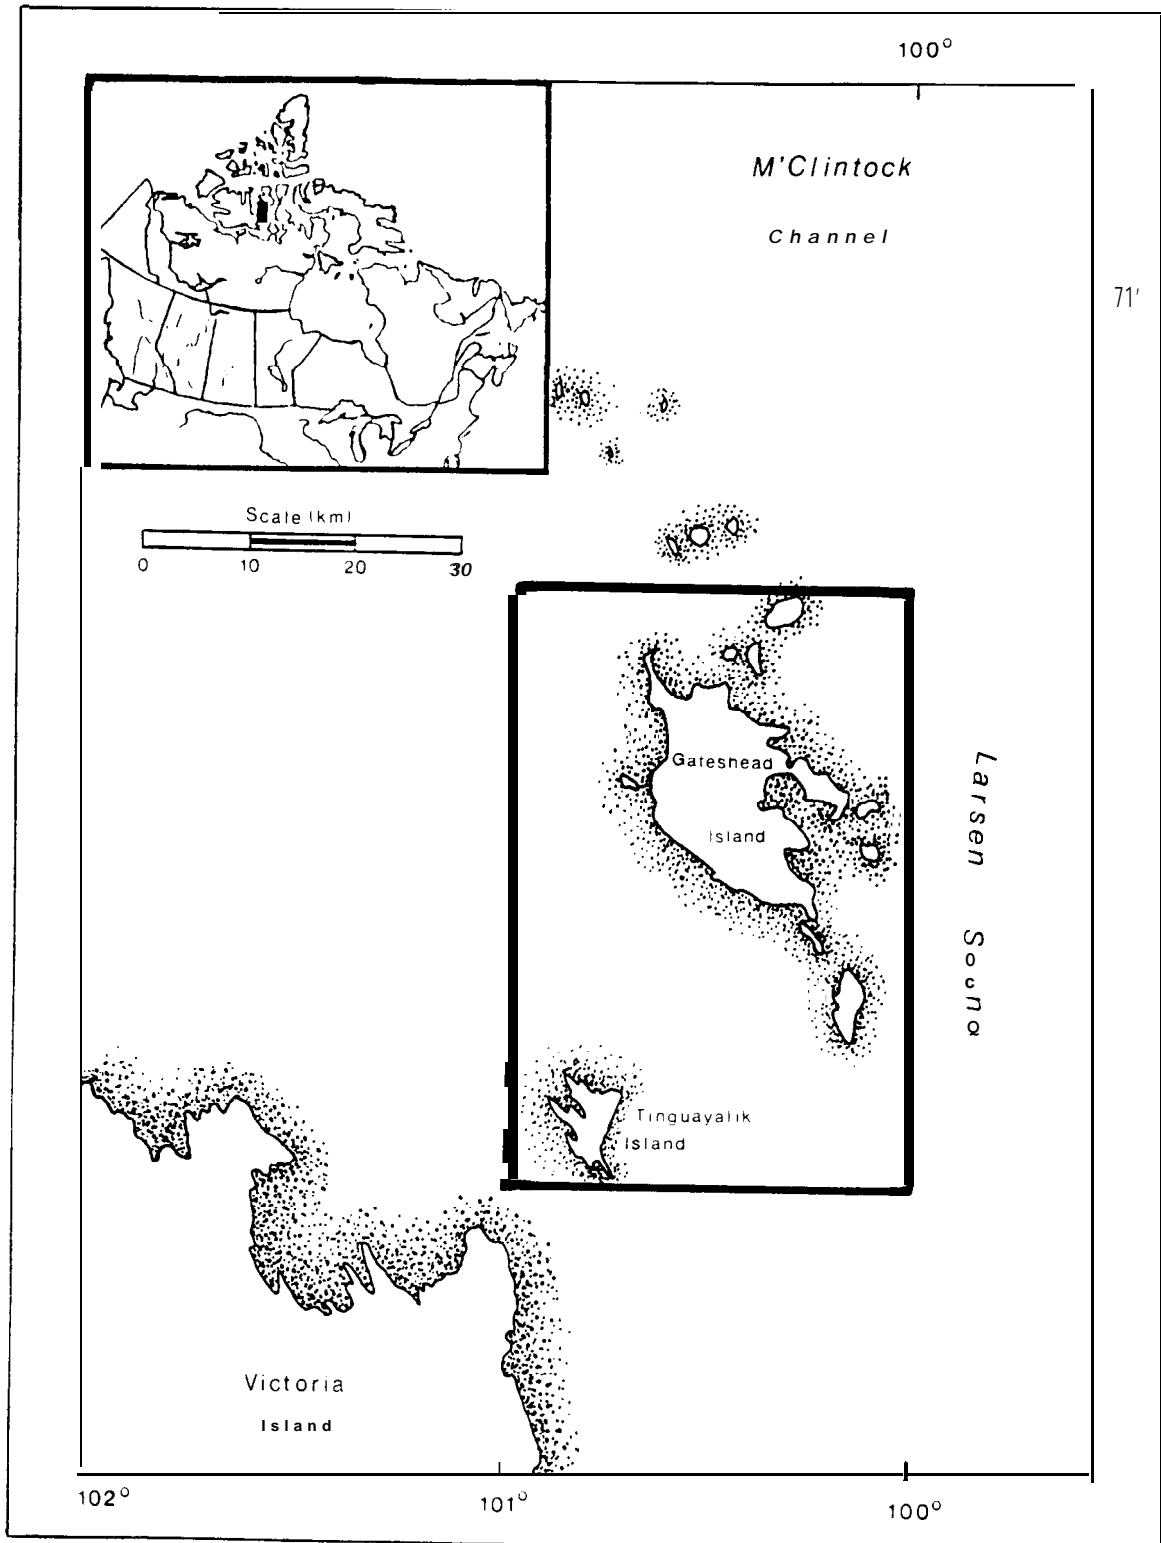 100°
M'Clintock
Channel
71'
Scale (km)
0 10 20 30
Gateshead
Island
Larsen Sound
Tinguayalik
Island
Victoria
Island
102° 101° 100°